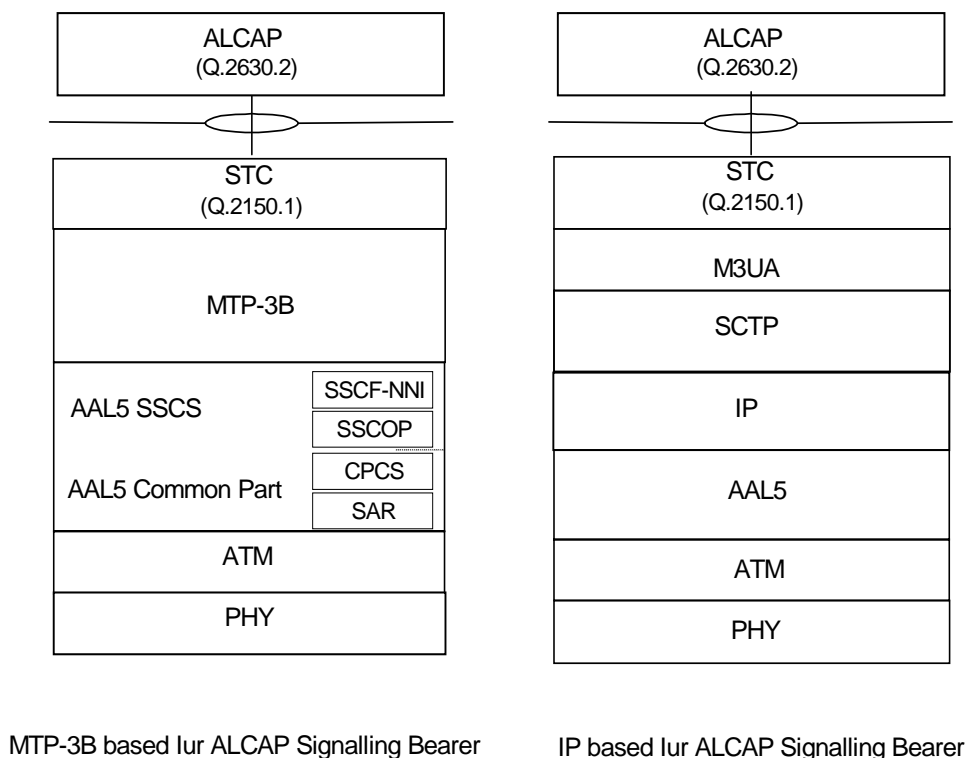 ALCAP
(Q.2630.2)
STC
(Q.2150.1)
MTP-3B
AAL5 SSCS
SSCF-NNI
SSCOP
AAL5 Common Part
CPCS
SAR
ATM
PHY
MTP-3B based Iur ALCAP Signalling Bearer
ALCAP
(Q.2630.2)
STC
(Q.2150.1)
M3UA
SCTP
IP
AAL5
ATM
PHY
IP based Iur ALCAP Signalling Bearer